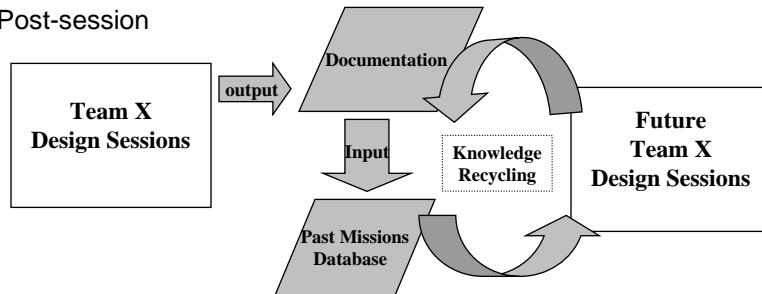 Post-session
Team X
Design Sessions
output
Documentation
Input
Past Missions
Database
Knowledge
Recycling
Future
Team X
Design Sessions